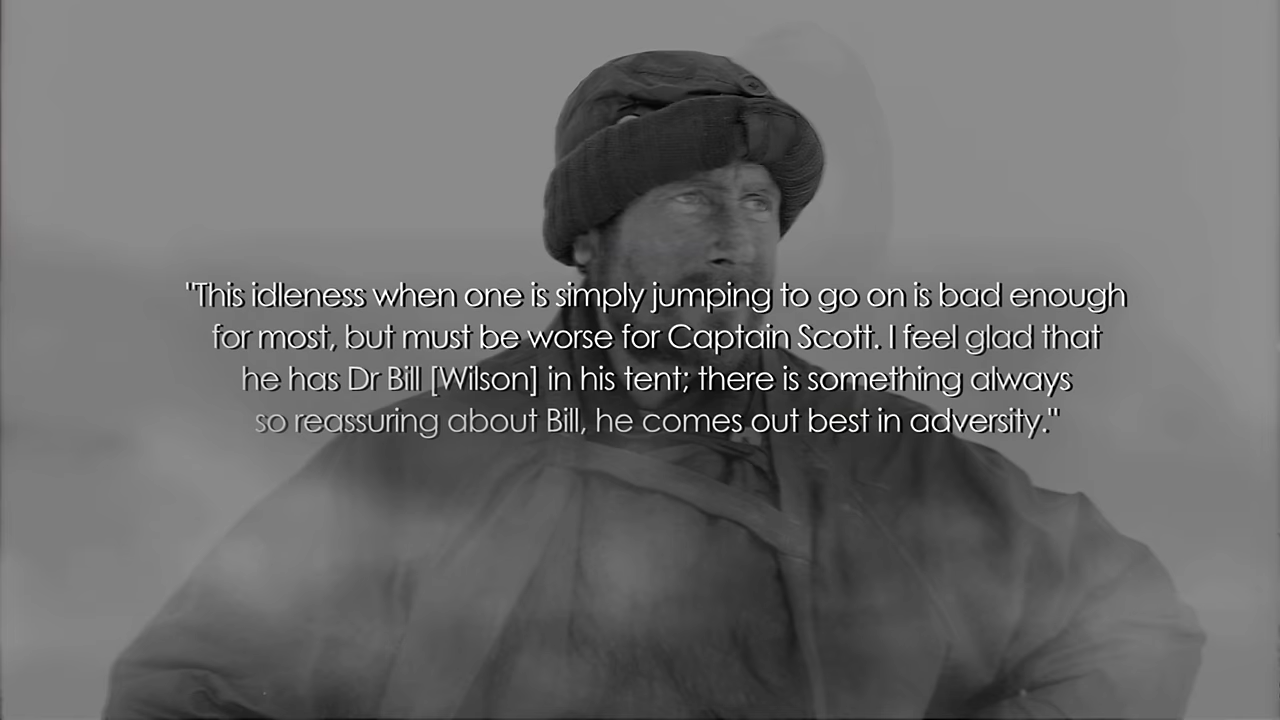 "This idleness when one is simply jumping to go on is bad enough
for most, but must be worse for Captain Scott. I feel glad that
he has Dr Bill [Wilson] in his tent; there is something always
so reassuring about Bill, he comes out best in adversity."